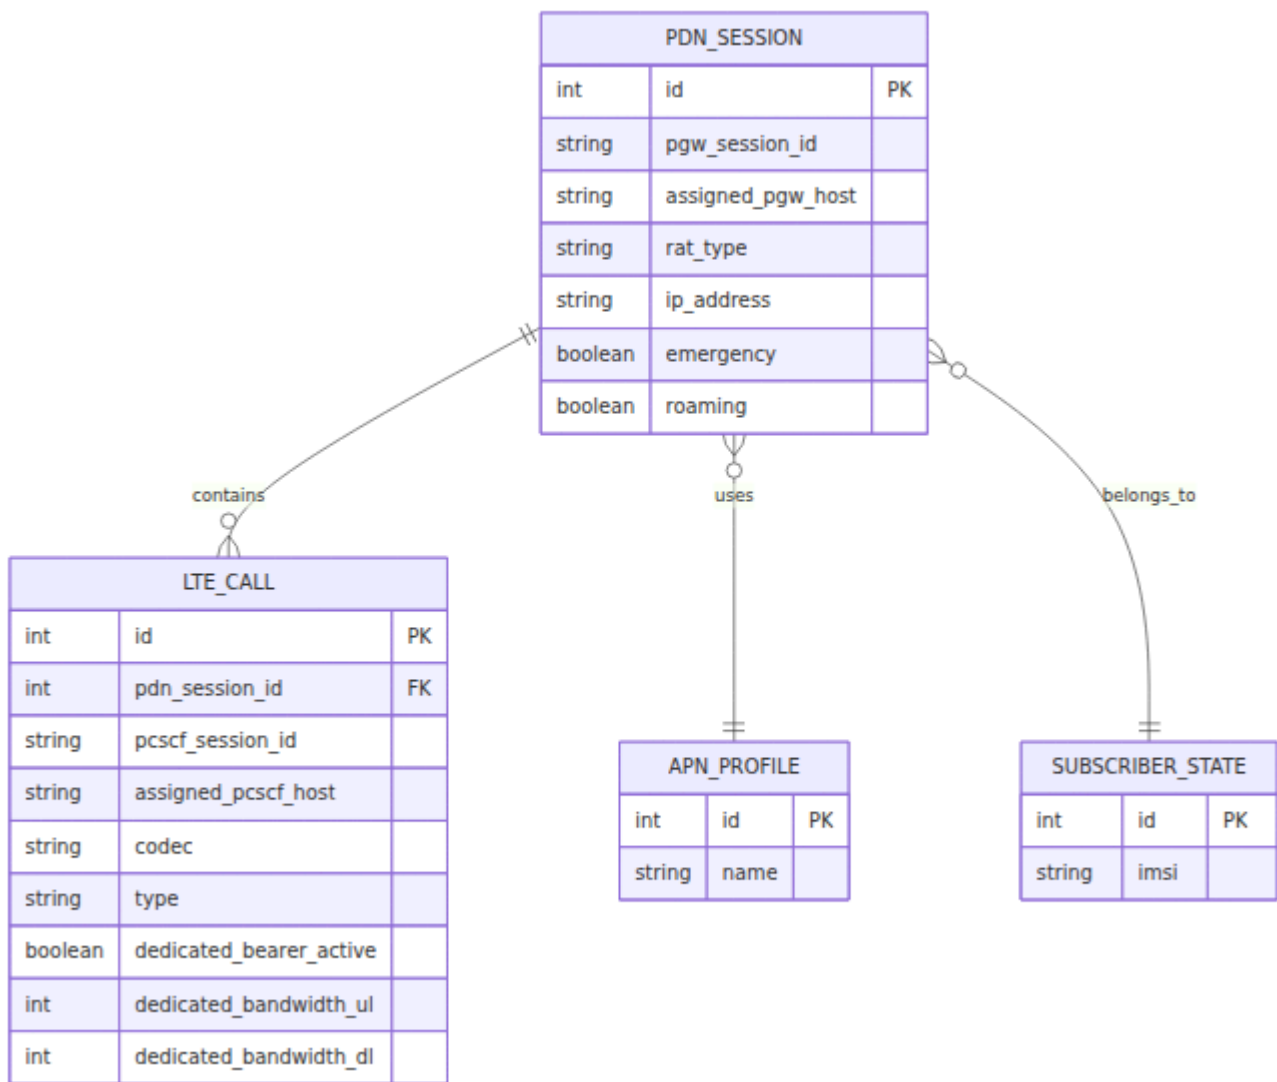 PDN_SESSION
int id PK
string pgw_session_id
string assigned_pgw_host
string rat_type
string ip_address
boolean emergency
boolean roaming
contains
uses
belongs_to
LTE_CALL
int id PK
int pdn_session_id FK
string pcscf_session_id
string assigned_pcscf_host
string codec
string type
boolean dedicated_bearer_active
int dedicated_bandwidth_ul
int dedicated_bandwidth_dl
APN_PROFILE
int id PK
string name
SUBSCRIBER_STATE
int id PK
string imsi